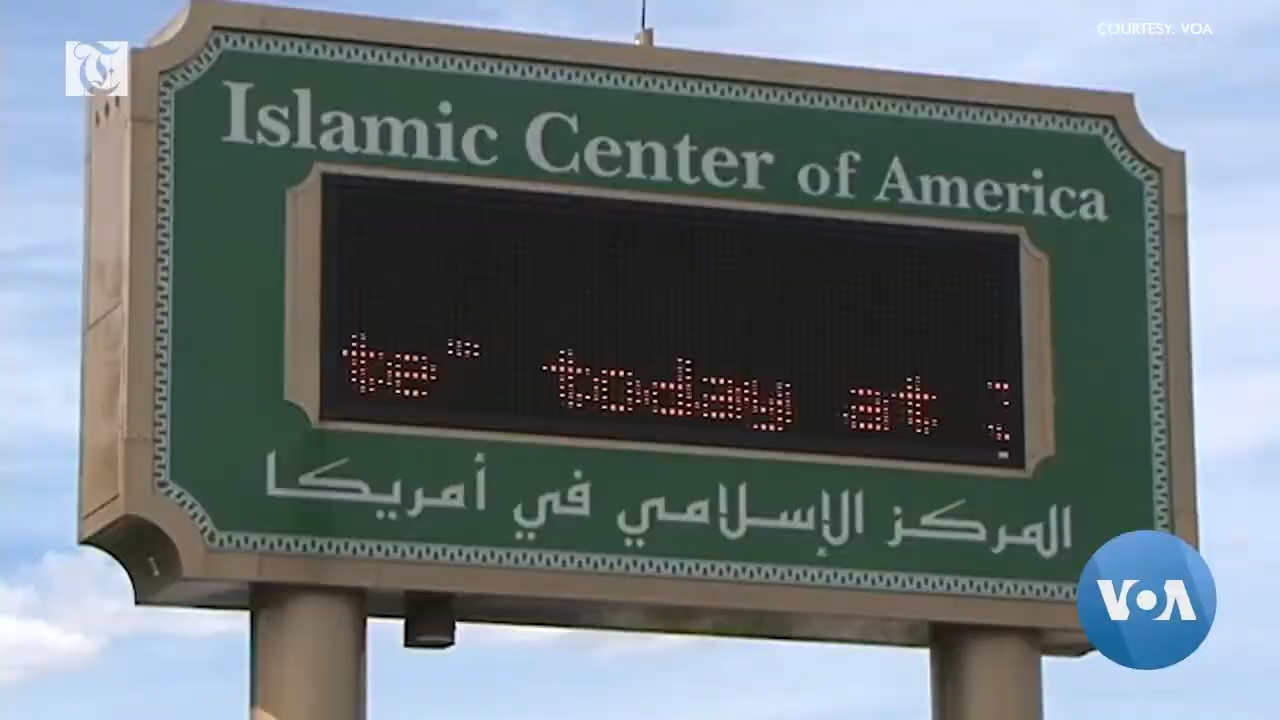 COURTESY: VOA
Islamic Center of America
te" today at
المركز الإسلامي في أمريكا
VOA